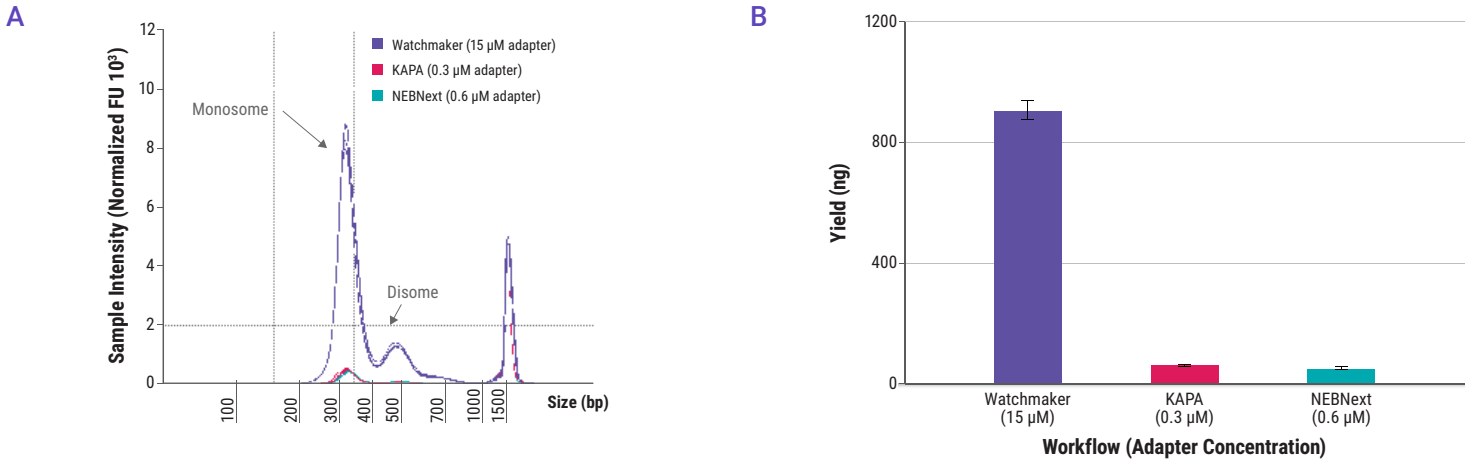 A
Sample Intensity (Normalized FU 10³)
12
10
8
6
4
2
0
Watchmaker (15 µM adapter)
KAPA (0.3 µM adapter)
NEBNext (0.6 µM adapter)
Monosome
Disome
100
200
300
400
500
700
1000
1500
Size (bp)
B
Yield (ng)
1200
800
400
0
Watchmaker
(15 µM)
KAPA
(0.3 µM)
NEBNext
(0.6 µM)
Workflow (Adapter Concentration)